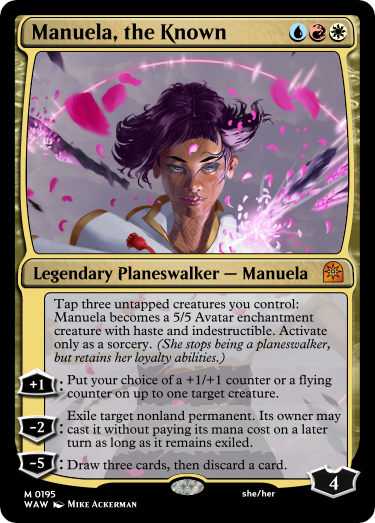 Manuela, the Known
Legendary Planeswalker — Manuela
Tap three untapped creatures you control:
Manuela becomes a 5/5 Avatar enchantment
creature with haste and indestructible. Activate
only as a sorcery. (She stops being a planeswalker,
but retains her loyalty abilities.)
+1: Put your choice of a +1/+1 counter or a flying
counter on up to one target creature.
-2: Exile target nonland permanent. Its owner may
cast it without paying its mana cost on a later
turn as long as it remains exiled.
-5: Draw three cards, then discard a card.
4
M 0195
she/her
WAW Mike Ackerman